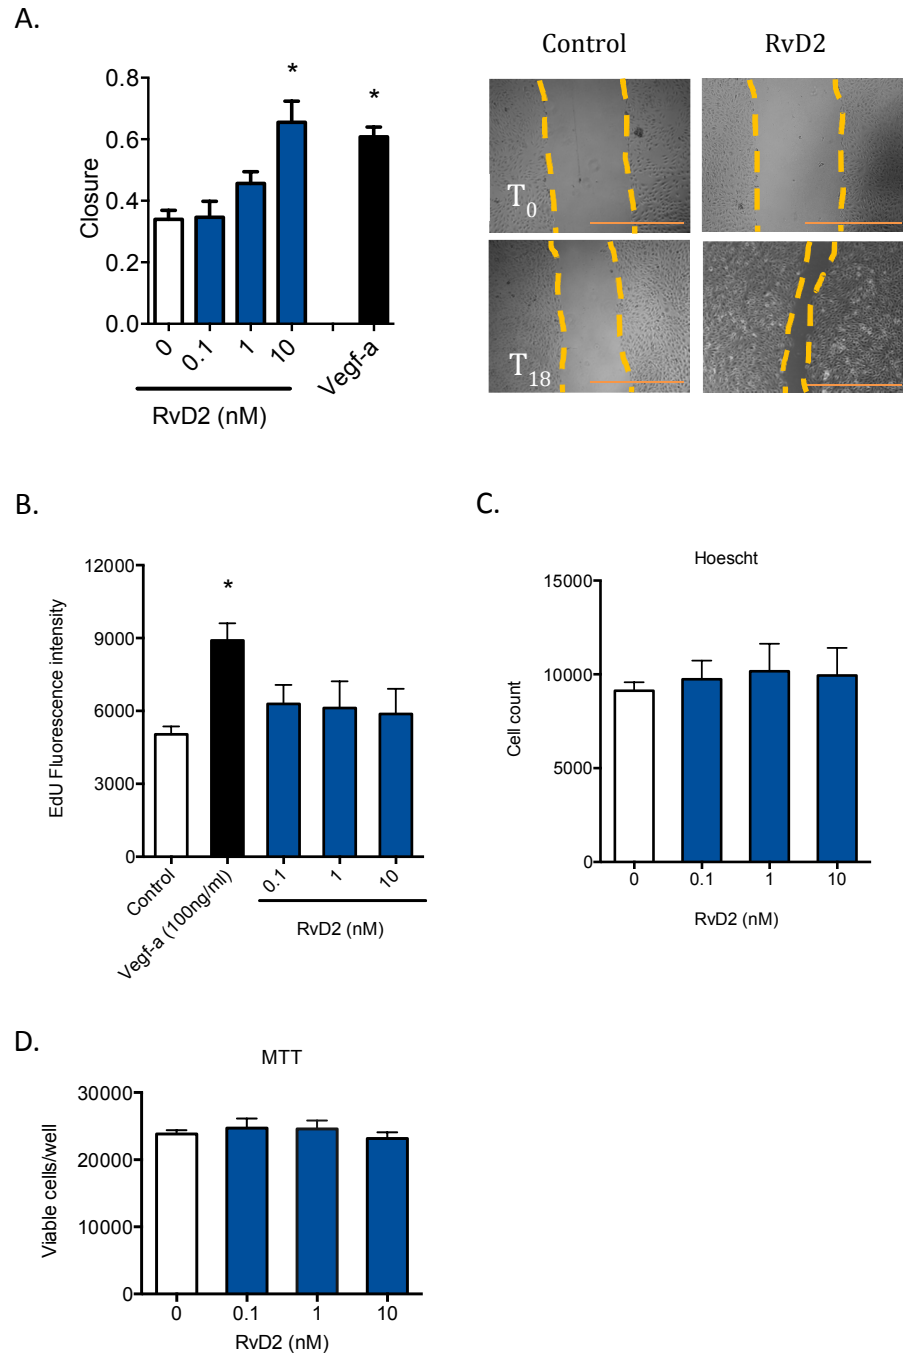 A.
Closure
0.8
0.6
0.4
0.2
0.0
*
*
0
0.1
1
10
Vegf-a
RvD2 (nM)
Control
RvD2
T0
T18
B.
EdU Fluorescence intensity
12000
9000
6000
3000
0
*
Control
Vegf-a (100ng/ml)
0.1
1
10
RvD2 (nM)
C.
Hoescht
Cell count
15000
10000
5000
0
0
0.1
1
10
RvD2 (nM)
D.
MTT
Viable cells/well
30000
20000
10000
0
0
0.1
1
10
RvD2 (nM)